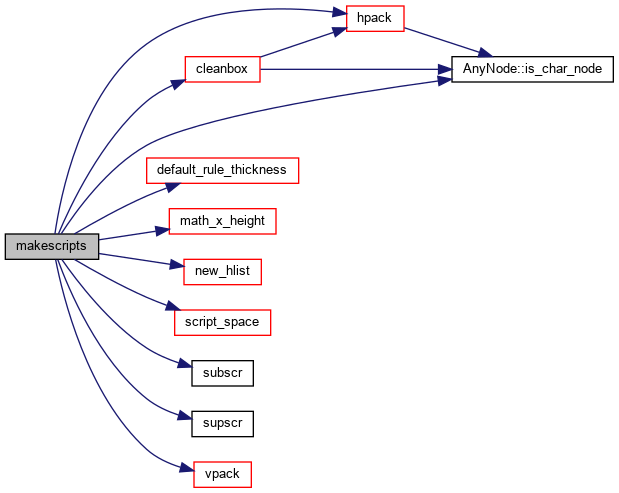 hpack
cleanbox
AnyNode::is_char_node
default_rule_thickness
math_x_height
makescripts
new_hlist
script_space
subscr
supscr
vpack